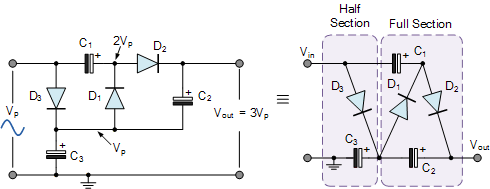 Half
Section
Full Section
C1
+
2Vp
D2
Vin
+
C1
D3
D1
+
C2
Vp
Vout = 3Vp
≡
D3
D1
D2
+
C3
Vp
C3
+
+
C2
Vout